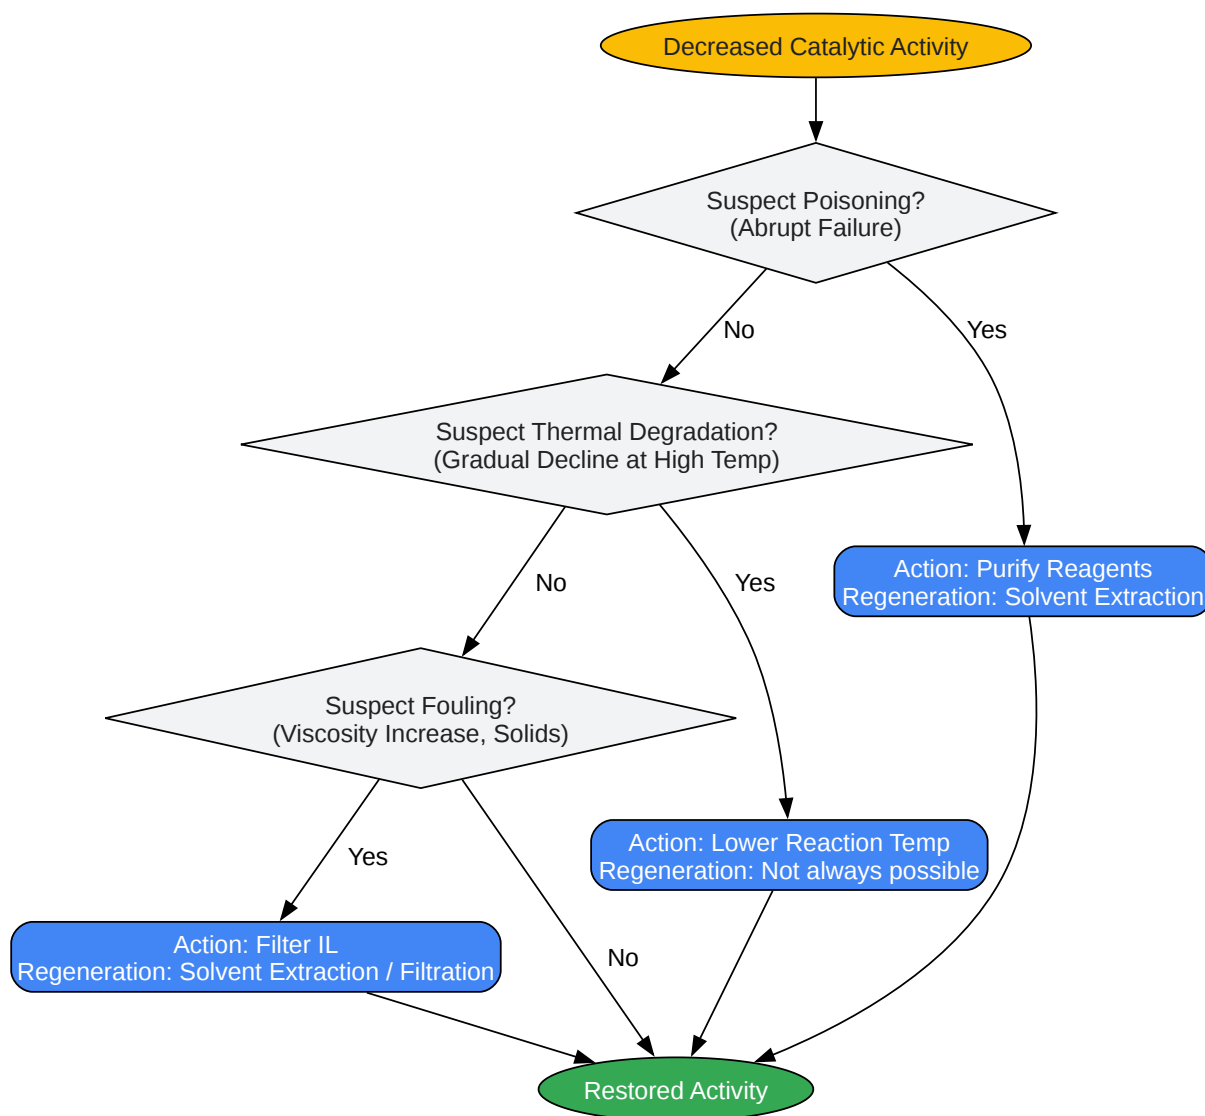 Decreased Catalytic Activity
Suspect Poisoning?
(Abrupt Failure)
No
Yes
Suspect Thermal Degradation?
(Gradual Decline at High Temp)
Action: Purify Reagents
Regeneration: Solvent Extraction
No
Yes
Suspect Fouling?
(Viscosity Increase, Solids)
Action: Lower Reaction Temp
Regeneration: Not always possible
Yes
No
Action: Filter IL
Regeneration: Solvent Extraction / Filtration
Restored Activity